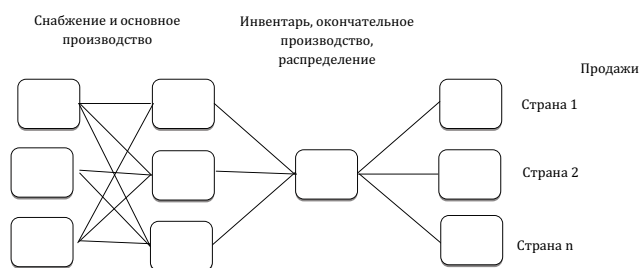 Снабжение и основное
производство
Инвентарь, окончательное
производство,
распределение
Продажи
Страна 1
Страна 2
Страна n